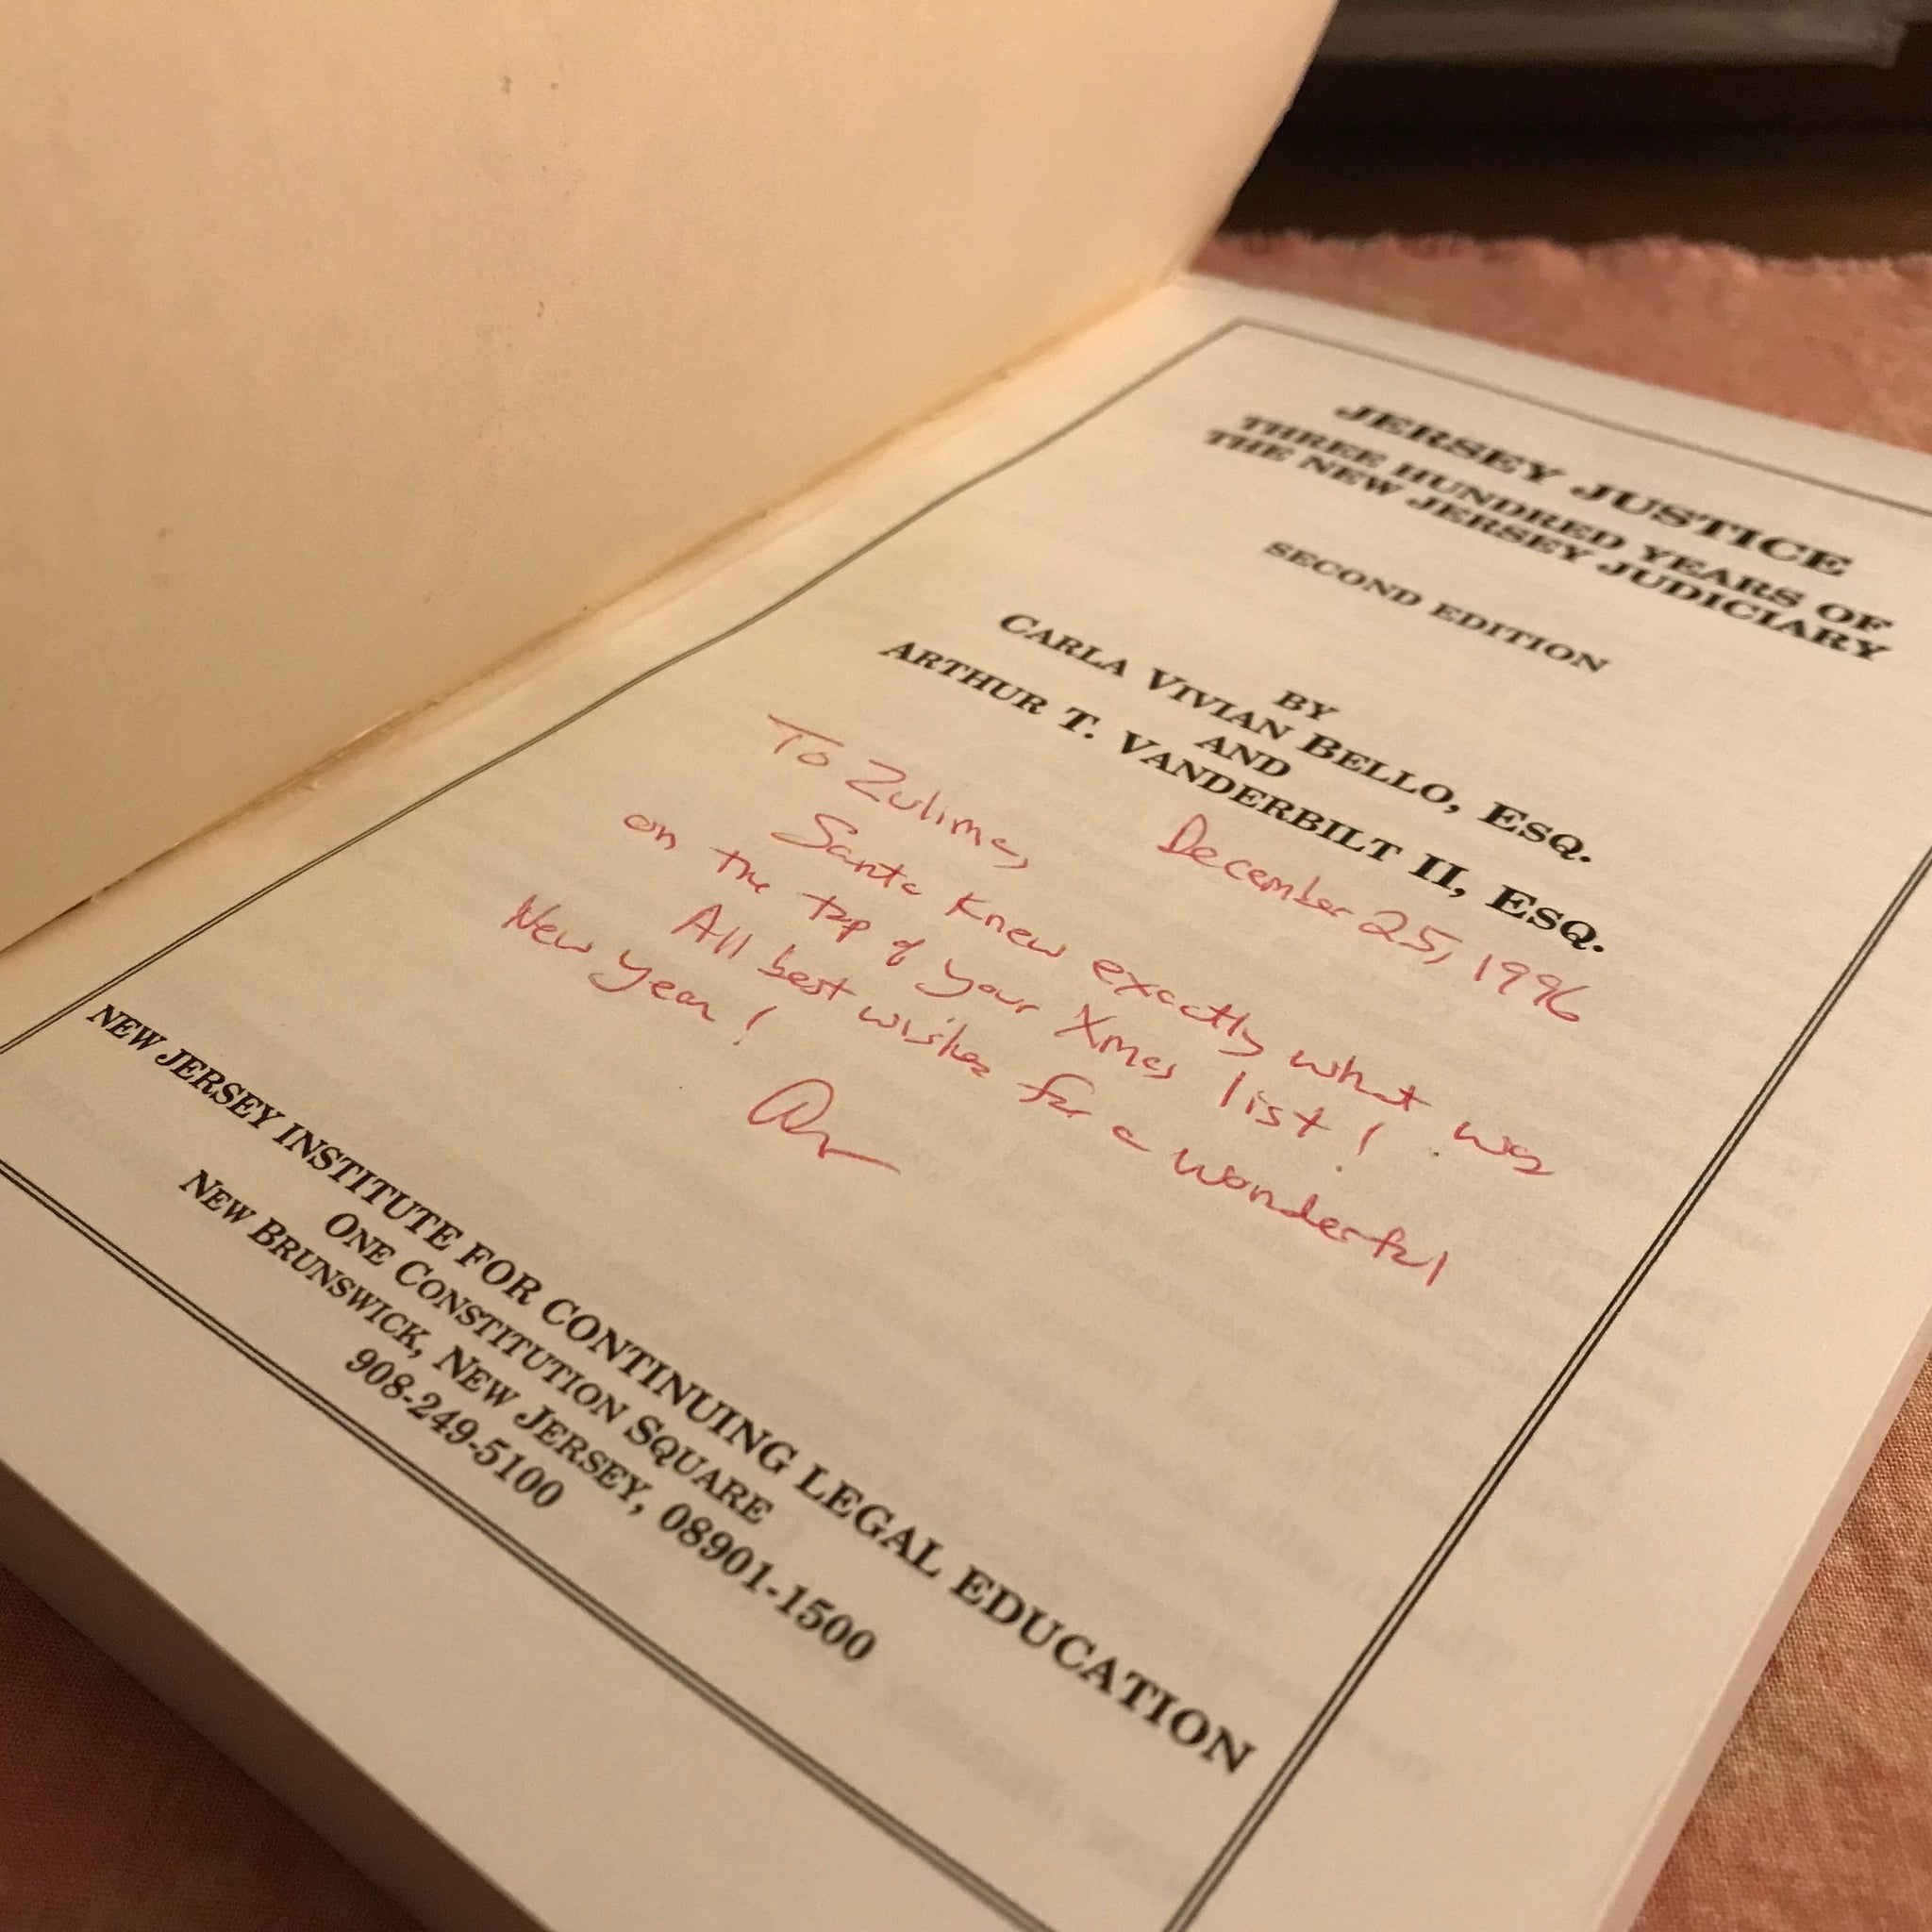 JERSEY JUSTICE
THREE HUNDRED YEARS OF
THE NEW JERSEY JUDICIARY
SECOND EDITION
BY
CARLA VIVIAN BELLO, ESQ.
AND
ARTHUR T. VANDERBILT II, ESQ.
December 25, 1996
To Zulima,
Santa knew exactly what was
on the top of your Xmas list!
All best wishes for a wonderful
New year!
NEW JERSEY INSTITUTE FOR CONTINUING LEGAL EDUCATION
ONE CONSTITUTION SQUARE
NEW BRUNSWICK, NEW JERSEY, 08901-1500
908-249-5100